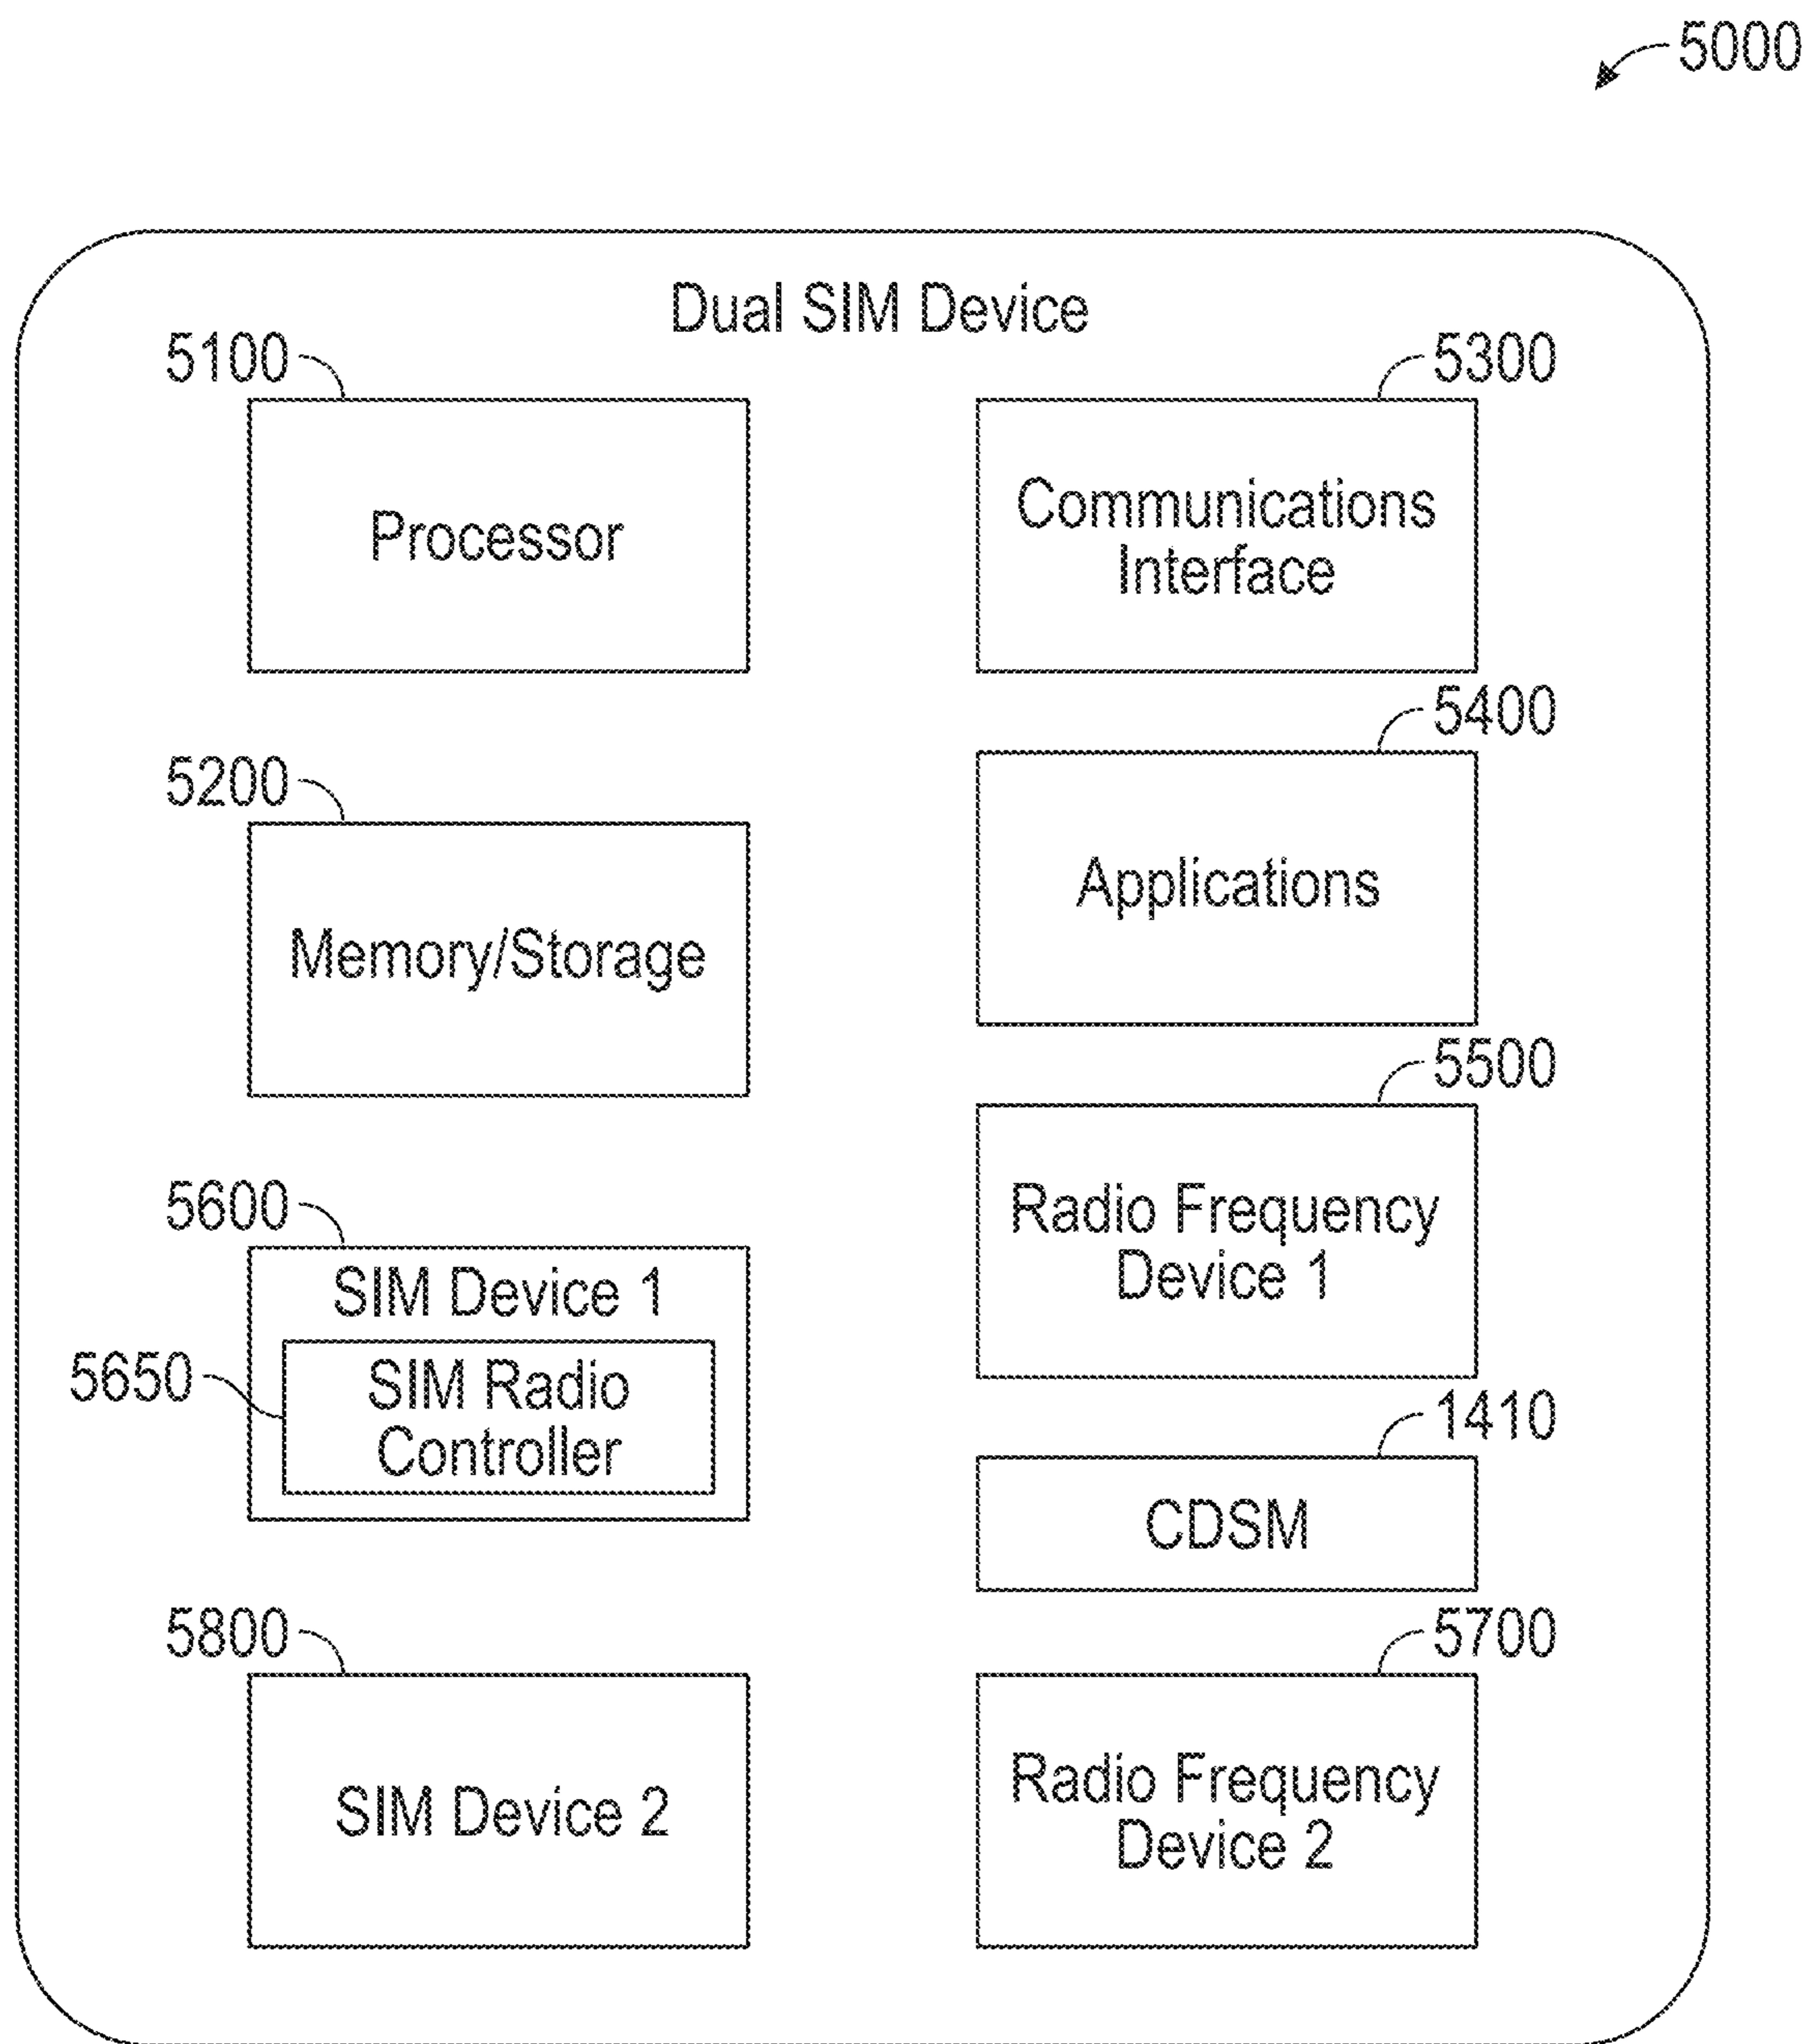 5000
Dual SIM Device
5100
Processor
5300
Communications
Interface
5200
Memory/Storage
5400
Applications
5500
Radio Frequency
Device 1
5600
SIM Device 1
5650
SIM Radio
Controller
1410
CDSM
5800
SIM Device 2
5700
Radio Frequency
Device 2